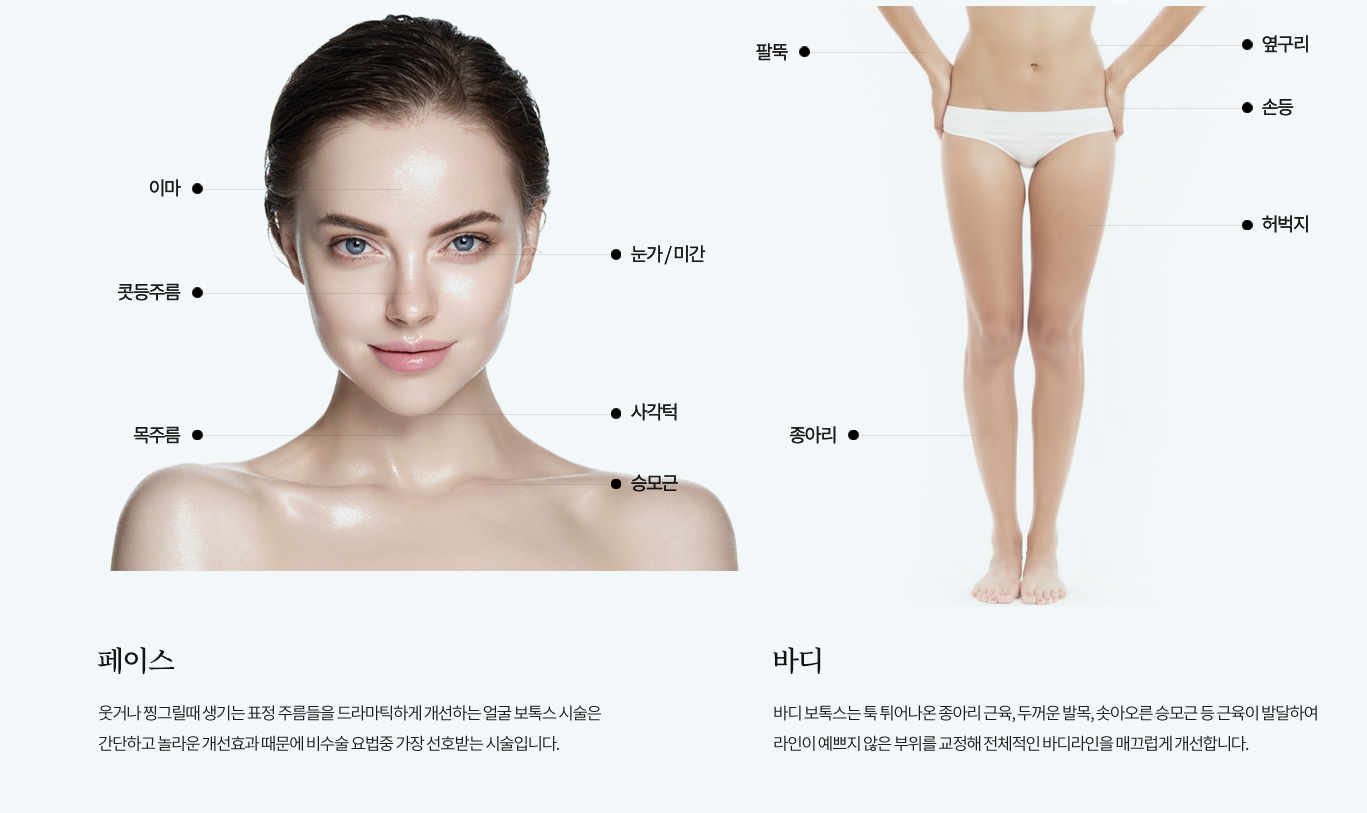 이마
콧등주름
목주름
눈가 / 미간
사각턱
승모근
팔뚝
종아리
옆구리
손등
허벅지
페이스
웃거나 찡그릴때 생기는 표정 주름들을 드라마틱하게 개선하는 얼굴 보톡스 시술은
간단하고 놀라운 개선효과 때문에 비수술 요법중 가장 선호받는 시술입니다.
바디
바디 보톡스는 툭 튀어나온 종아리 근육, 두꺼운 발목, 솟아오른 승모근 등 근육이 발달하여
라인이 예쁘지 않은 부위를 교정해 전체적인 바디라인을 매끄럽게 개선합니다.